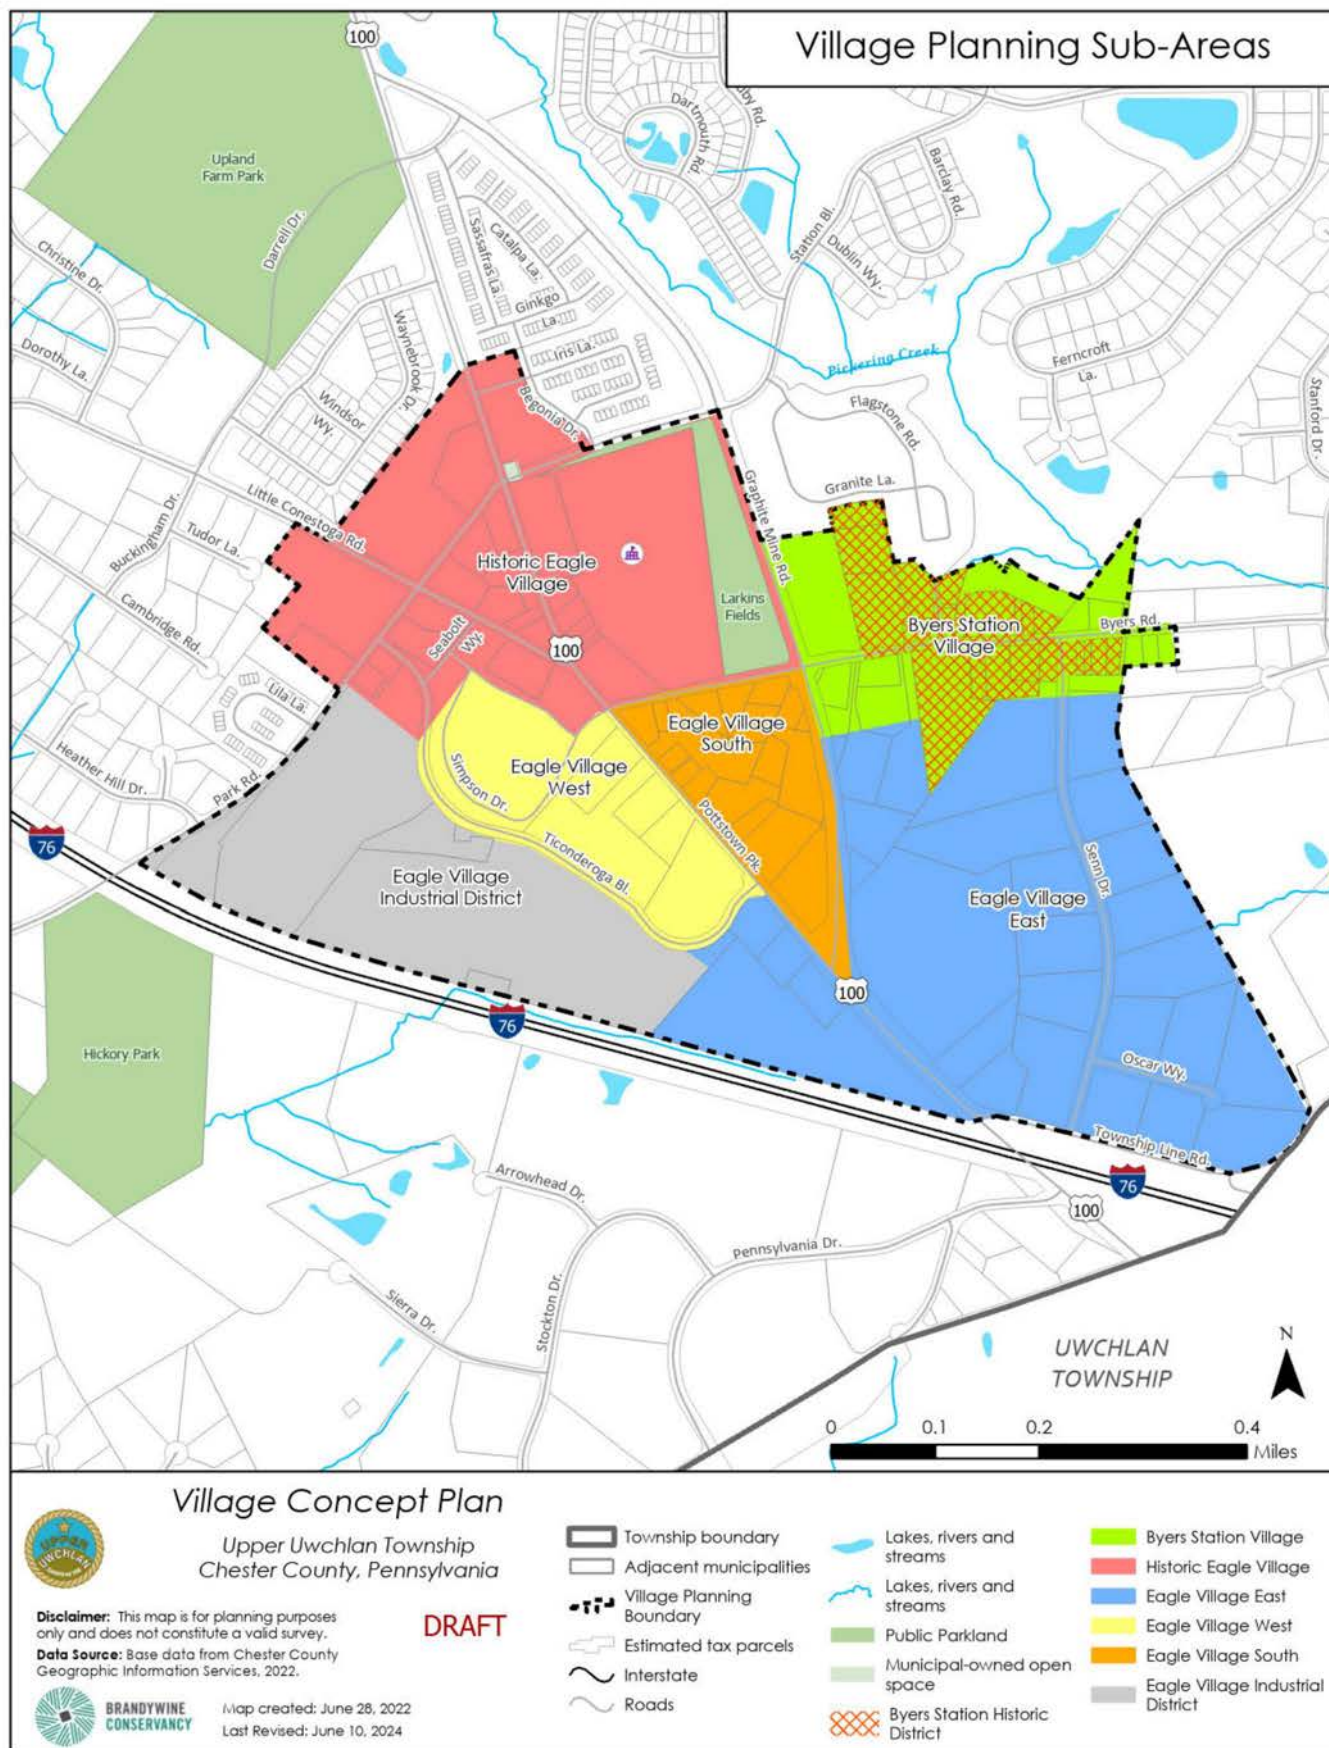 Village Planning Sub-Areas
100
Upland
Farm Park
Darrell Dr.
Christine Dr.
Dorothy La.
Sassafras La.
Catalpa La.
Ginkgo
La.
Iris La.
Begonia Dr.
Waynebrook Dr.
Windsor
Wy.
Dartmouth Rd.
by Rd.
Station Bl.
Barclay Rd.
Dublin Wy.
Pickering Creek
Ferncroft
La.
Stanford Dr.
Flagstone Rd.
Granite La.
Graphite Mine Rd.
Buckingham Dr.
Little Conestoga Rd.
Tudor La.
Cambridge Rd.
Historic Eagle
Village
Larkins
Fields
Seabolt
Wy.
100
Byers Station
Village
Byers Rd.
Lila La.
Heather Hill Dr.
Park Rd.
Eagle Village
South
Eagle Village
West
Simpson Dr.
Ticonderoga Bl.
Pottstown Pk.
Senn Dr.
76
Eagle Village
Industrial District
Eagle Village
East
100
76
Hickory Park
Oscar Wy.
Township Line Rd.
76
100
Arrowhead Dr.
Pennsylvania Dr.
Stockton Dr.
Sierra Dr.
UWCHLAN
TOWNSHIP
N
0 0.1 0.2 0.4
Miles
Village Concept Plan
Upper Uwchlan Township
Chester County, Pennsylvania
UPPER
UWCHLAN
Disclaimer: This map is for planning purposes
only and does not constitute a valid survey.
DRAFT
Data Source: Base data from Chester County
Geographic Information Services, 2022.
BRANDYWINE
CONSERVANCY
Map created: June 28, 2022
Last Revised: June 10, 2024
Township boundary
Adjacent municipalities
Village Planning
Boundary
Estimated tax parcels
Interstate
Roads
Lakes, rivers and
streams
Lakes, rivers and
streams
Public Parkland
Municipal-owned open
space
Byers Station Historic
District
Byers Station Village
Historic Eagle Village
Eagle Village East
Eagle Village West
Eagle Village South
Eagle Village Industrial
District